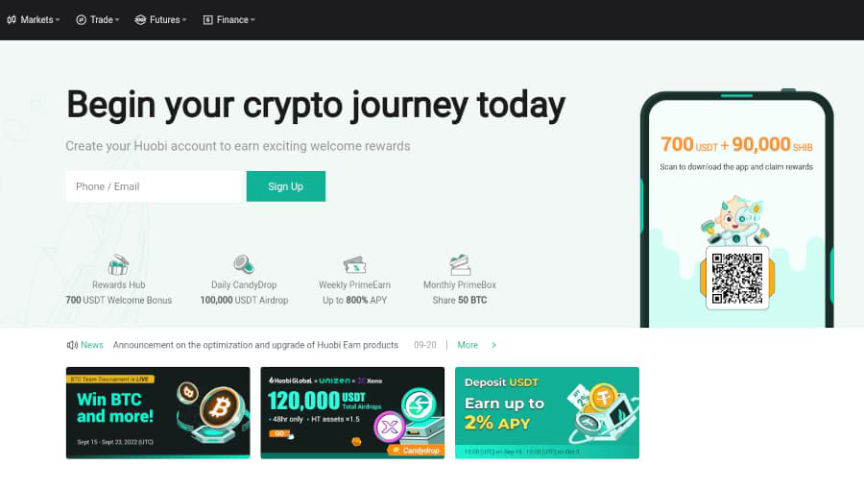 Markets
Trade
Futures
Finance
Begin your crypto journey today
Create your Huobi account to earn exciting welcome rewards
Phone / Email
Sign Up
700 USDT + 90,000 SHIB
Scan to download the app and claim rewards
Rewards Hub
700 USDT Welcome Bonus
Daily CandyDrop
100,000 USDT Airdrop
Weekly PrimeEarn
Up to 800% APY
Monthly PrimeBox
Share 50 BTC
News
Announcement on the optimization and upgrade of Huobi Earn products
09-20
More
BTC Team Tournament is LIVE
Win BTC
and more!
Sept 15 - Sept 23, 2022 (UTC)
Huobi Global × UNIZEN × Xeno
120,000 USDT
Total Airdrops
• 48hr only • HT assets ×1.5
GO
Candydrop
Deposit USDT
Earn up to
2% APY